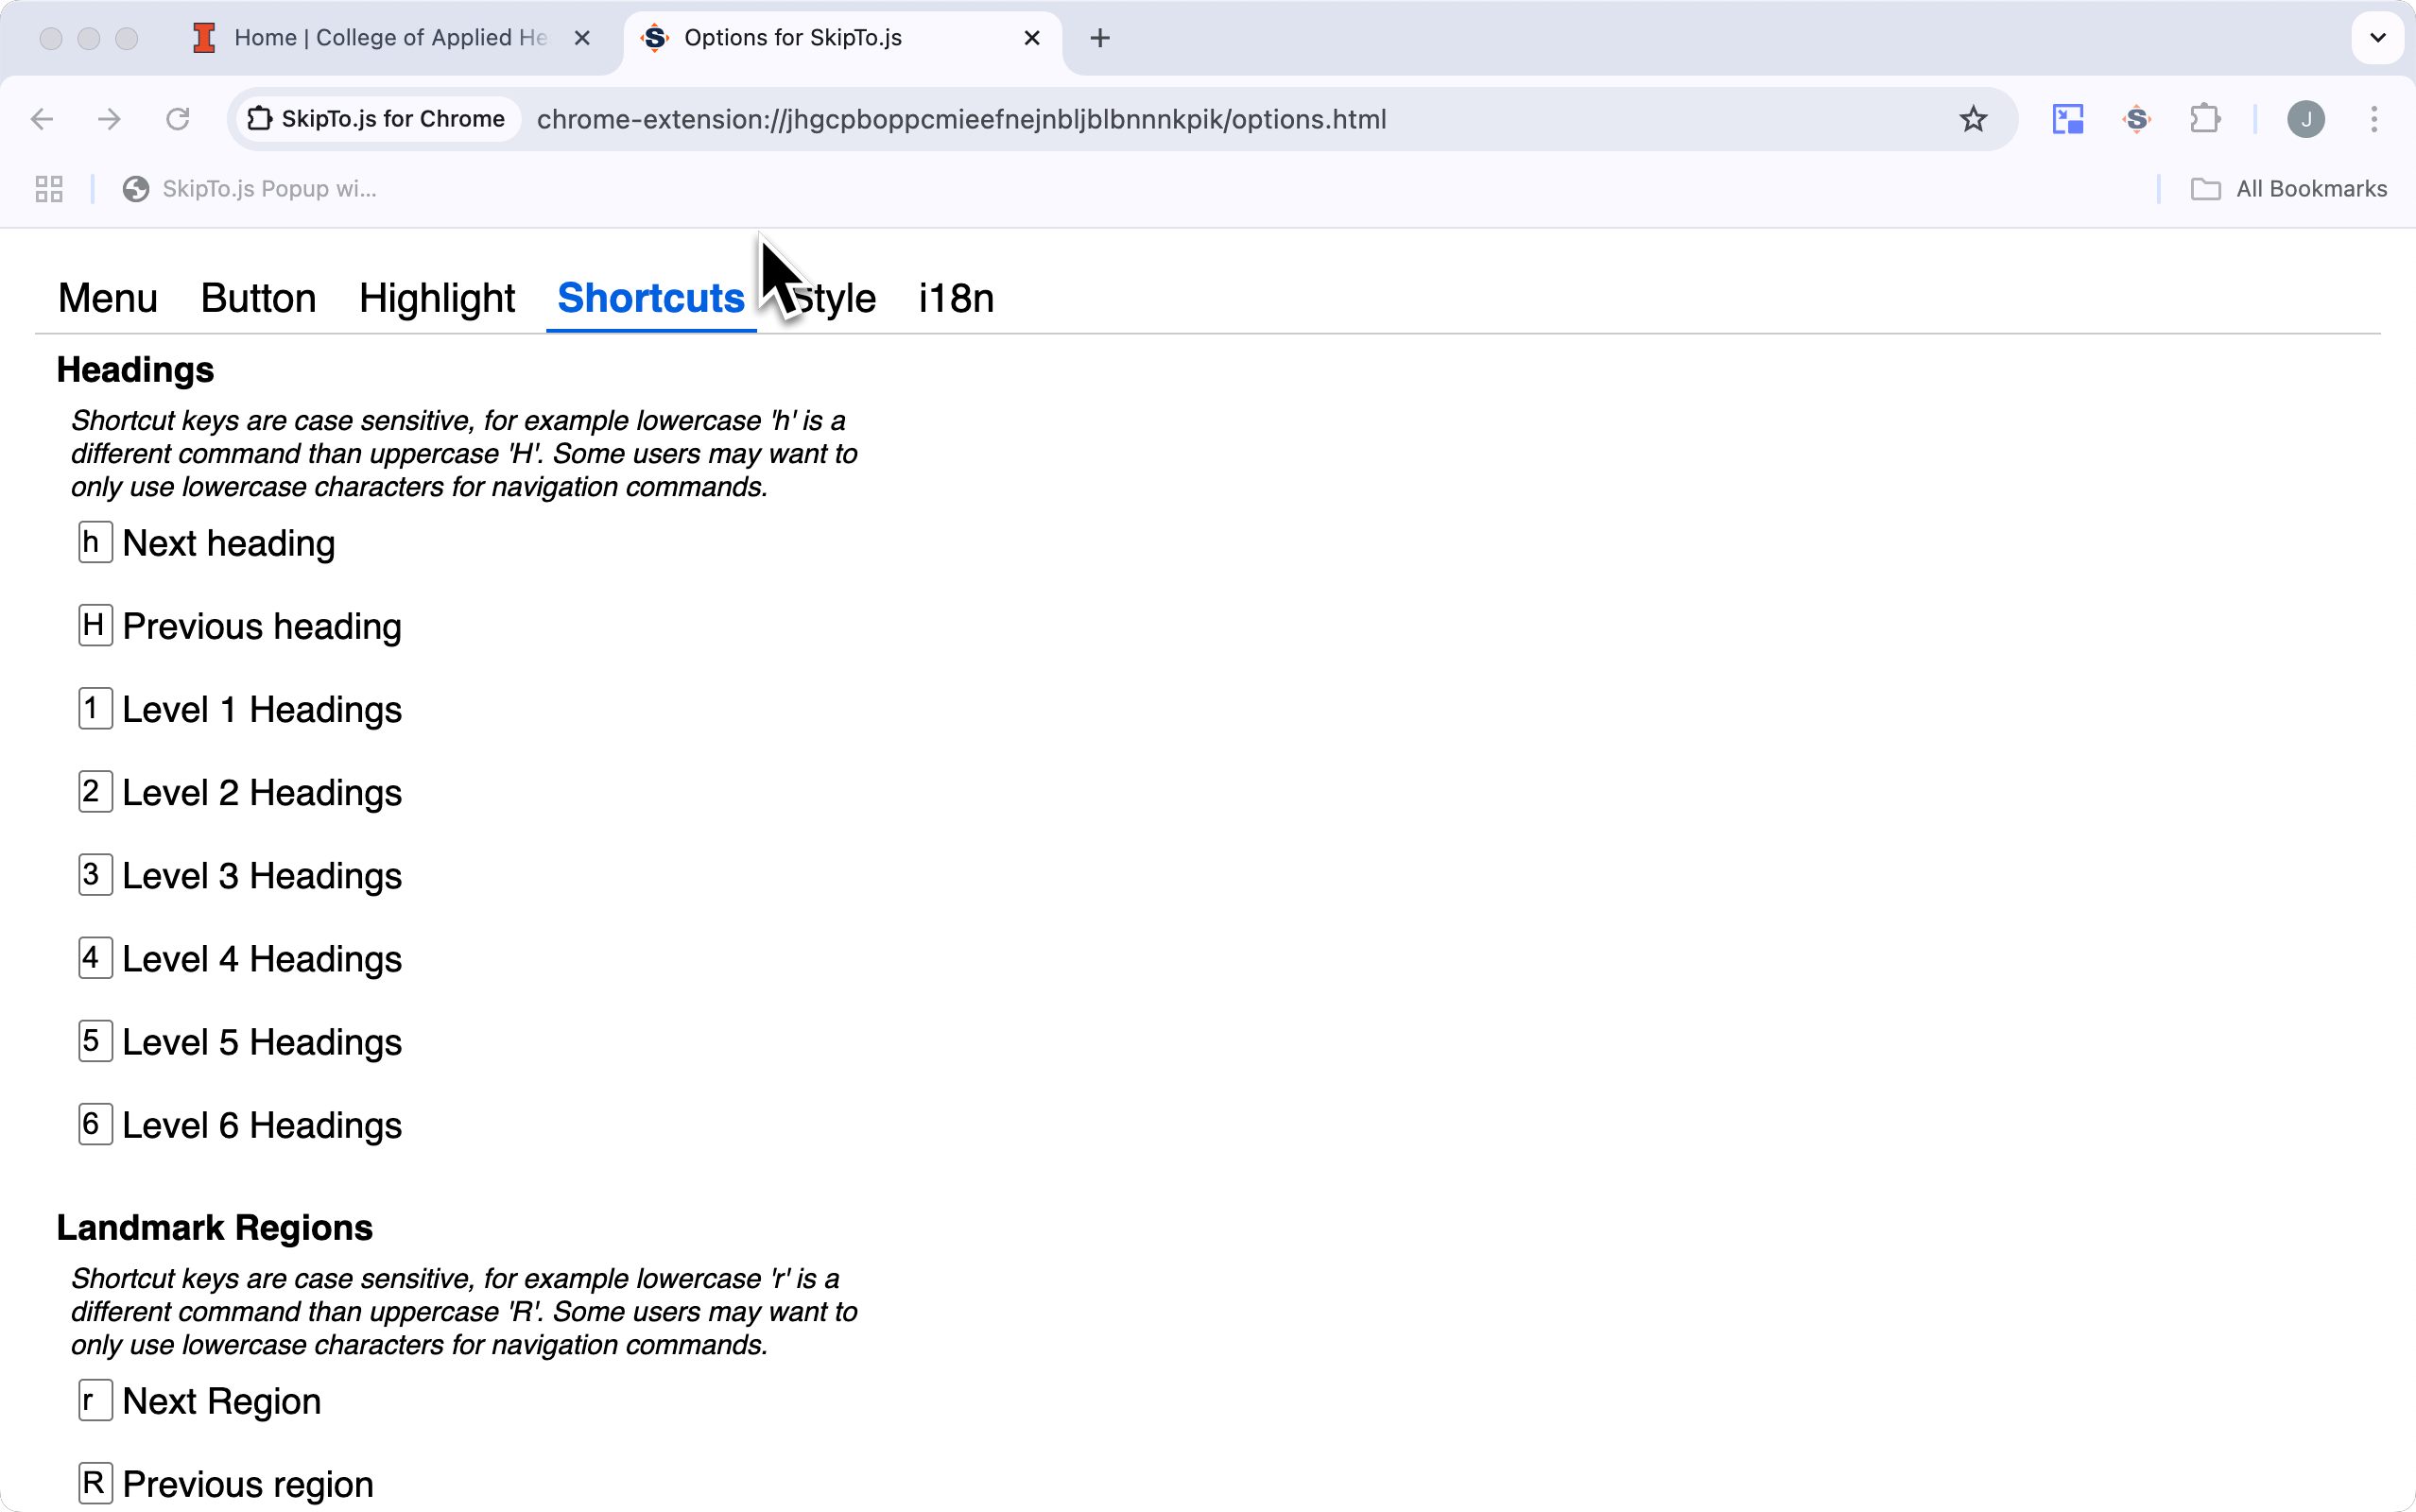 Home | College of Applied He
Options for SkipTo.js
SkipTo.js for Chrome
chrome-extension://jhgcpboppcmieefnejnbljblbnnnkpik/options.html
J
SkipTo.js Popup wi...
All Bookmarks
Menu Button Highlight Shortcuts Style i18n
Headings
Shortcut keys are case sensitive, for example lowercase 'h' is a
different command than uppercase 'H'. Some users may want to
only use lowercase characters for navigation commands.
h Next heading
H Previous heading
1 Level 1 Headings
2 Level 2 Headings
3 Level 3 Headings
4 Level 4 Headings
5 Level 5 Headings
6 Level 6 Headings
Landmark Regions
Shortcut keys are case sensitive, for example lowercase 'r' is a
different command than uppercase 'R'. Some users may want to
only use lowercase characters for navigation commands.
r Next Region
R Previous region